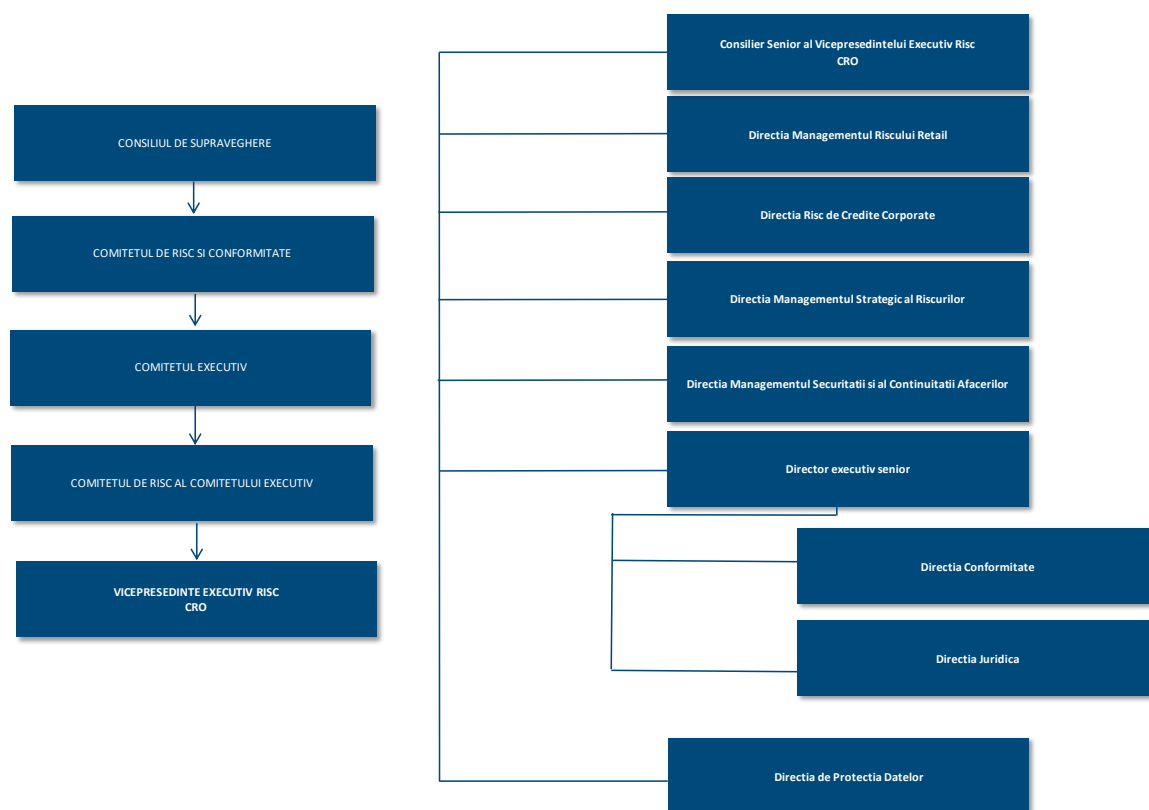 CONSILIUL DE SUPRAVEGHERE
COMITETUL DE RISC SI CONFORMITATE
COMITETUL EXECUTIV
COMITETUL DE RISC AL COMITETULUI EXECUTIV
VICEPRESEDINTE EXECUTIV RISC
CRO
Consilier Senior al Vicepresedintelui Executiv Risc
CRO
Directia Managementul Riscului Retail
Directia Risc de Credite Corporate
Directia Managementul Strategic al Riscurilor
Directia Managementul Securitatii si al Continuitatii Afacerilor
Director executiv senior
Directia Conformitate
Directia Juridica
Directia de Protectia Datelor